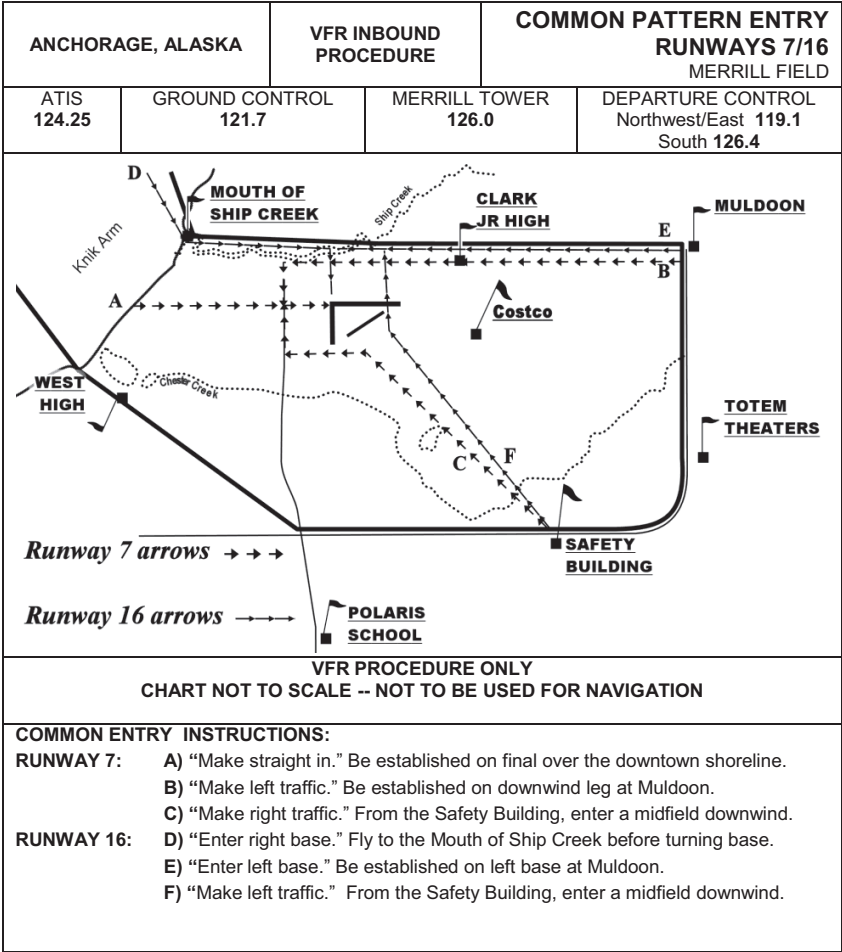 ANCHORAGE, ALASKA
VFR INBOUND
PROCEDURE
COMMON PATTERN ENTRY
RUNWAYS 7/16
MERRILL FIELD
ATIS
124.25
GROUND CONTROL
121.7
MERRILL TOWER
126.0
DEPARTURE CONTROL
Northwest/East 119.1
South 126.4
D
MOUTH OF
SHIP CREEK
Ship Creek
CLARK
JR HIGH
MULDOON
E
Knik Arm
B
A
Costco
WEST
HIGH
Chester Creek
TOTEM
THEATERS
C
F
Runway 7 arrows
SAFETY
BUILDING
Runway 16 arrows
POLARIS
SCHOOL
VFR PROCEDURE ONLY
CHART NOT TO SCALE -- NOT TO BE USED FOR NAVIGATION
COMMON ENTRY INSTRUCTIONS:
RUNWAY 7: A) “Make straight in.” Be established on final over the downtown shoreline.
B) “Make left traffic.” Be established on downwind leg at Muldoon.
C) “Make right traffic.” From the Safety Building, enter a midfield downwind.
RUNWAY 16: D) “Enter right base.” Fly to the Mouth of Ship Creek before turning base.
E) “Enter left base.” Be established on left base at Muldoon.
F) “Make left traffic.” From the Safety Building, enter a midfield downwind.